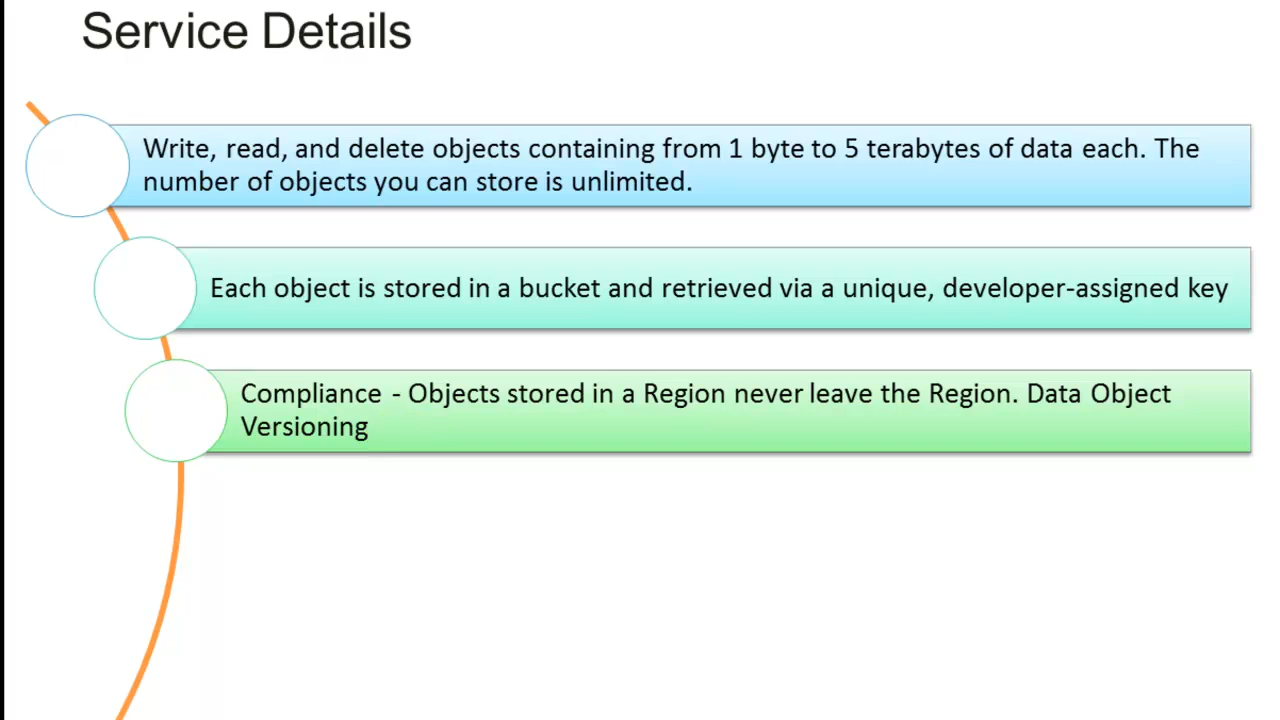 Service Details
Write, read, and delete objects containing from 1 byte to 5 terabytes of data each. The
number of objects you can store is unlimited.
Each object is stored in a bucket and retrieved via a unique, developer-assigned key
Compliance - Objects stored in a Region never leave the Region. Data Object
Versioning